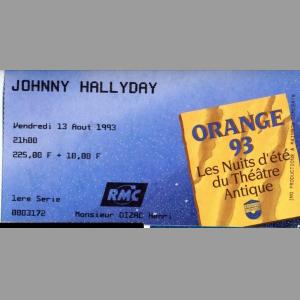 JOHNNY HALLYDAY
Vendredi 13 Aout 1993
21h00
225,00 F + 10,00 F
1ere Serie
0003172
RMC
Monsieur DIZAC Henri
ORANGE
93
Les Nuits d'été
du Théâtre
Antique